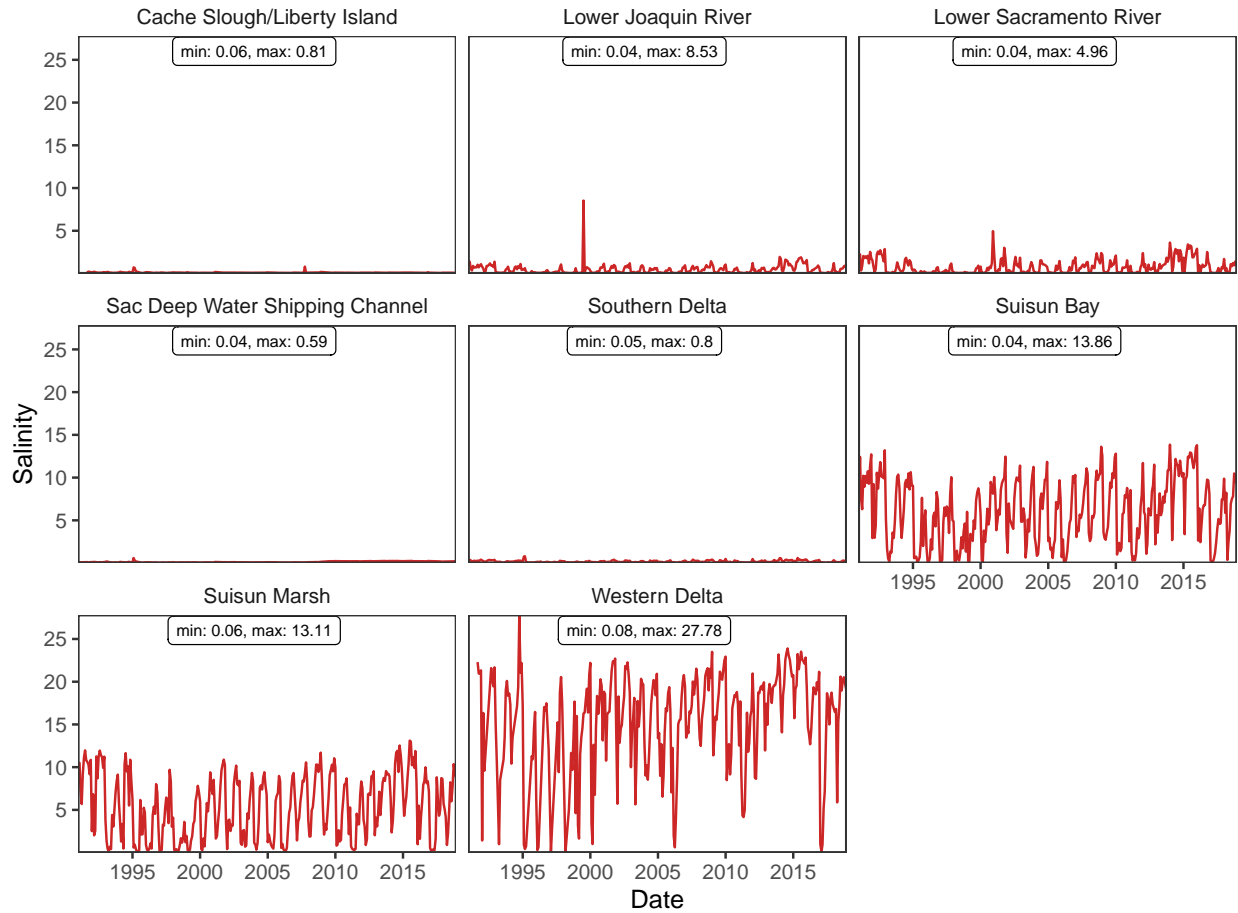 Cache Slough/Liberty Island
Lower Joaquin River
Lower Sacramento River
min: 0.06, max: 0.81
min: 0.04, max: 8.53
min: 0.04, max: 4.96
25
20
15
10
5
Sac Deep Water Shipping Channel
Southern Delta
Suisun Bay
min: 0.04, max: 0.59
min: 0.05, max: 0.8
min: 0.04, max: 13.86
25
20
15
10
5
Salinity
1995 2000 2005 2010 2015
Suisun Marsh
Western Delta
min: 0.06, max: 13.11
min: 0.08, max: 27.78
25
20
15
10
5
1995 2000 2005 2010 2015
1995 2000 2005 2010 2015
Date